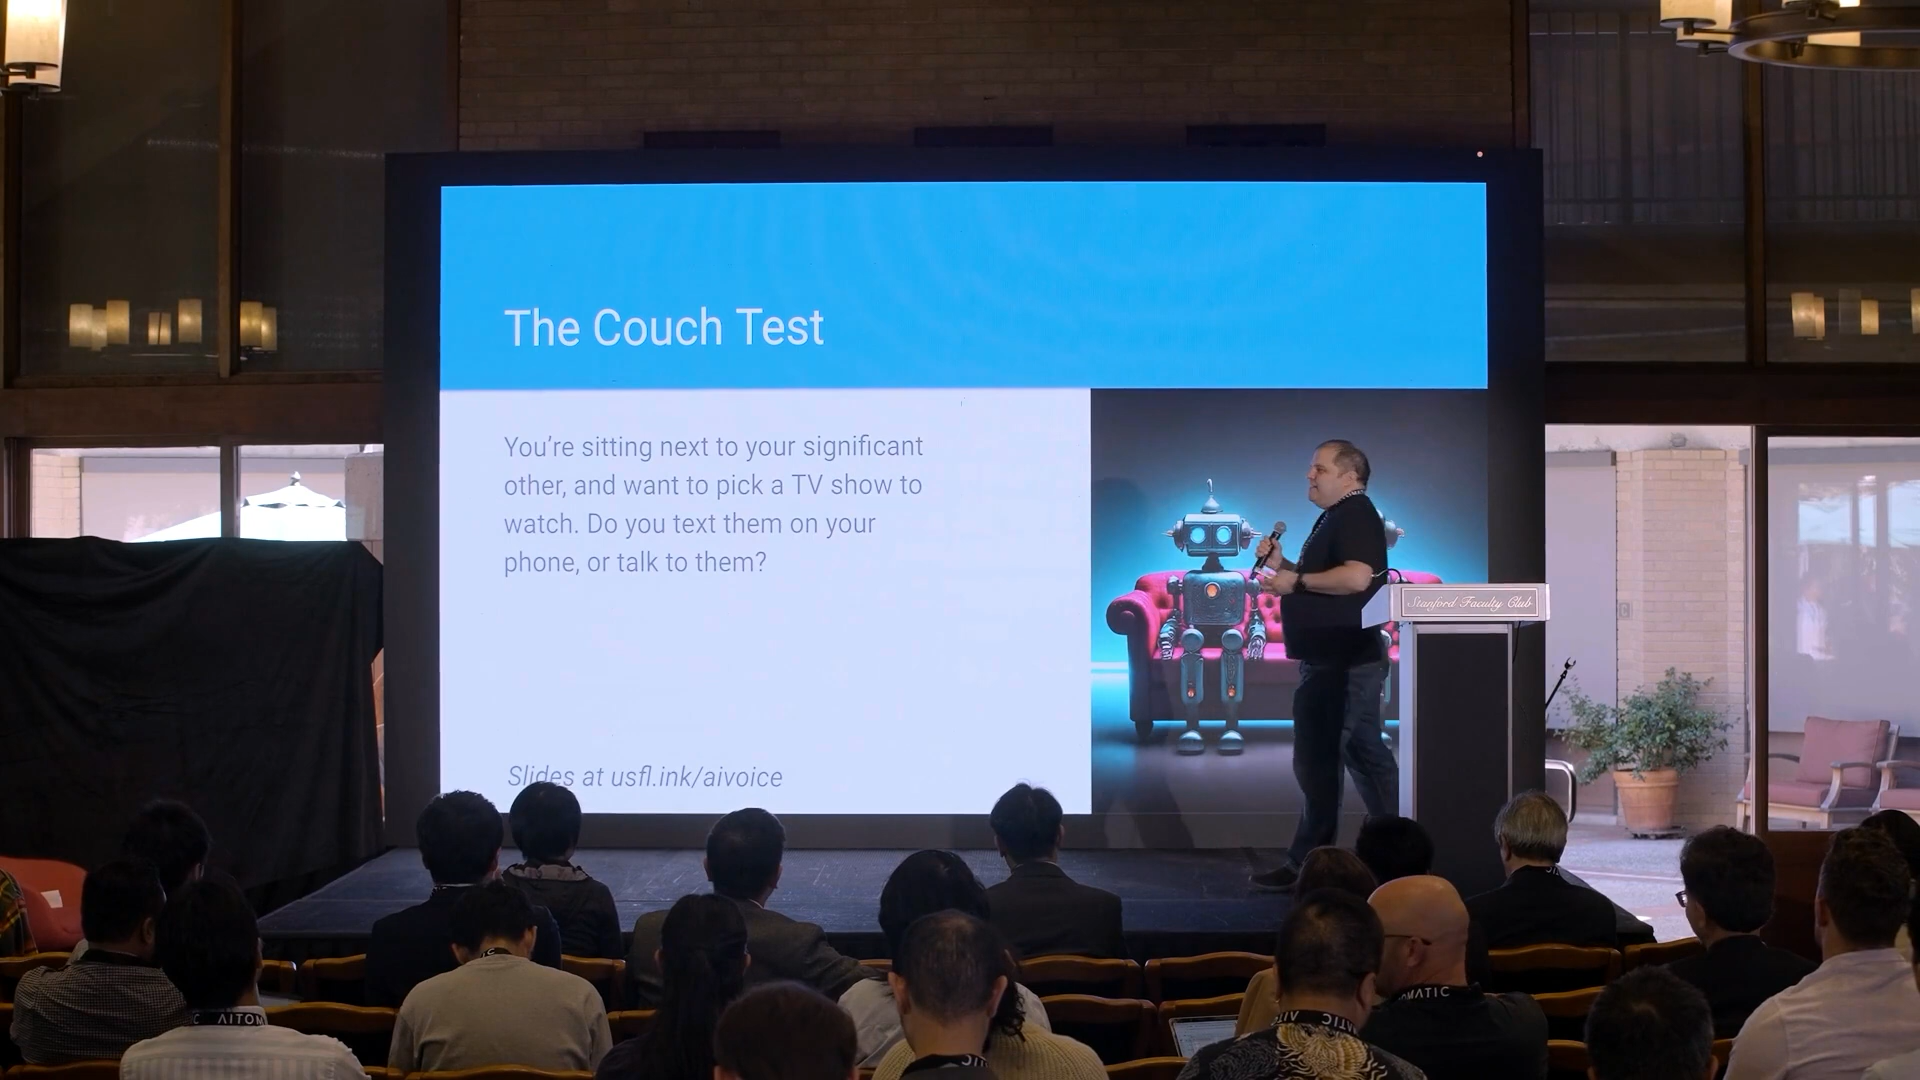 The Couch Test
You're sitting next to your significant
other, and want to pick a TV show to
watch. Do you text them on your
phone, or talk to them?
Slides at usfl.ink/aivoice
Stanford Faculty Club
AITOM
OMATIC